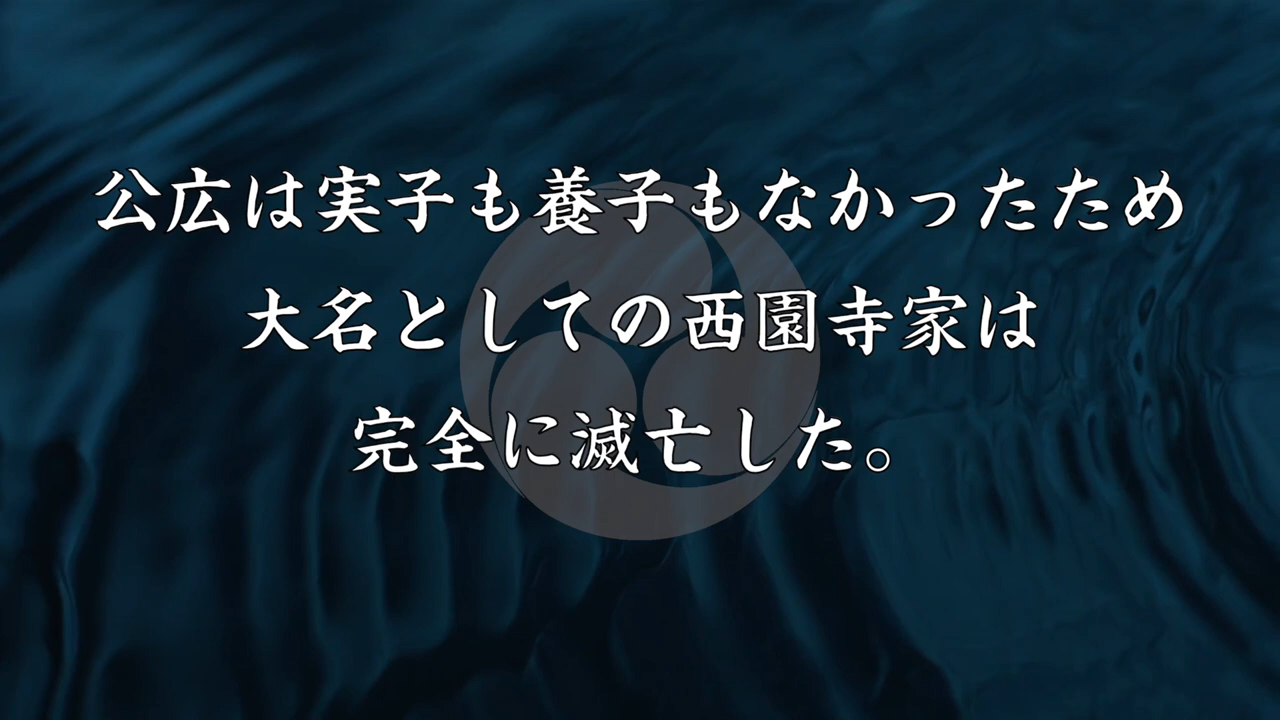 公広は実子も養子もなかったため
大名としての西園寺家は
完全に滅亡した。